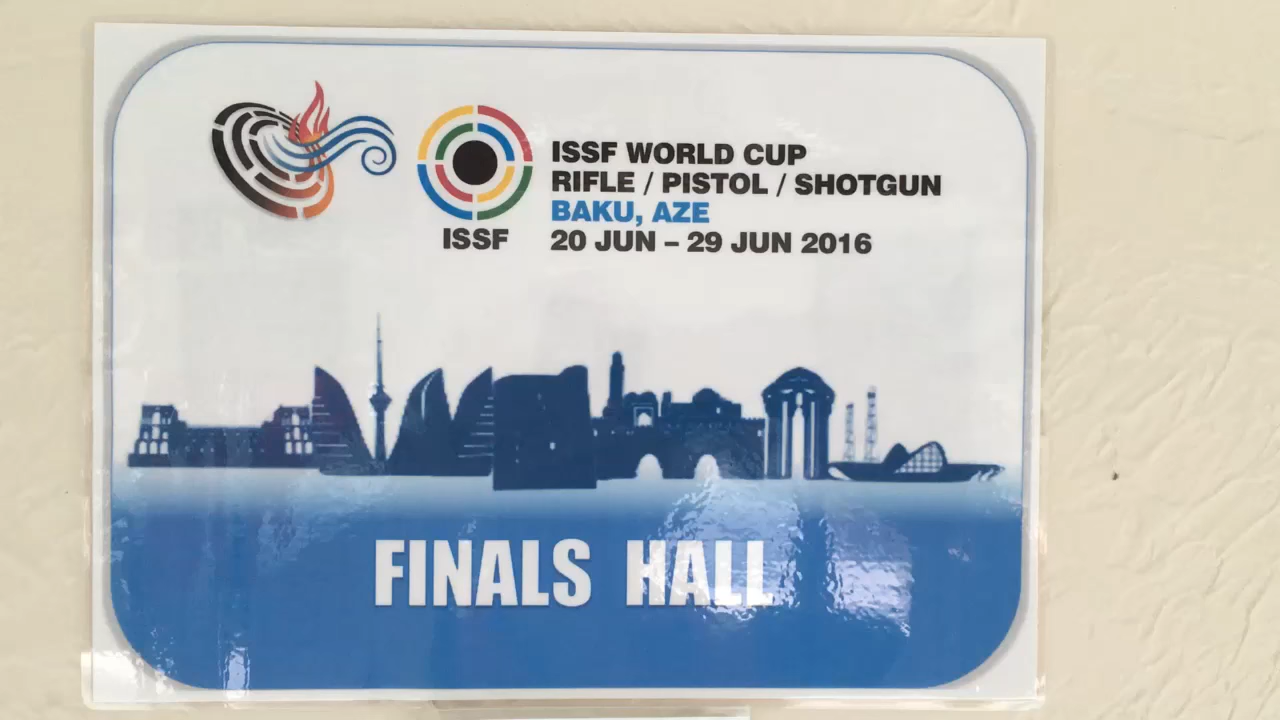 ISSF WORLD CUP
RIFLE / PISTOL / SHOTGUN
BAKU, AZE
20 JUN – 29 JUN 2016
ISSF
FINALS HALL